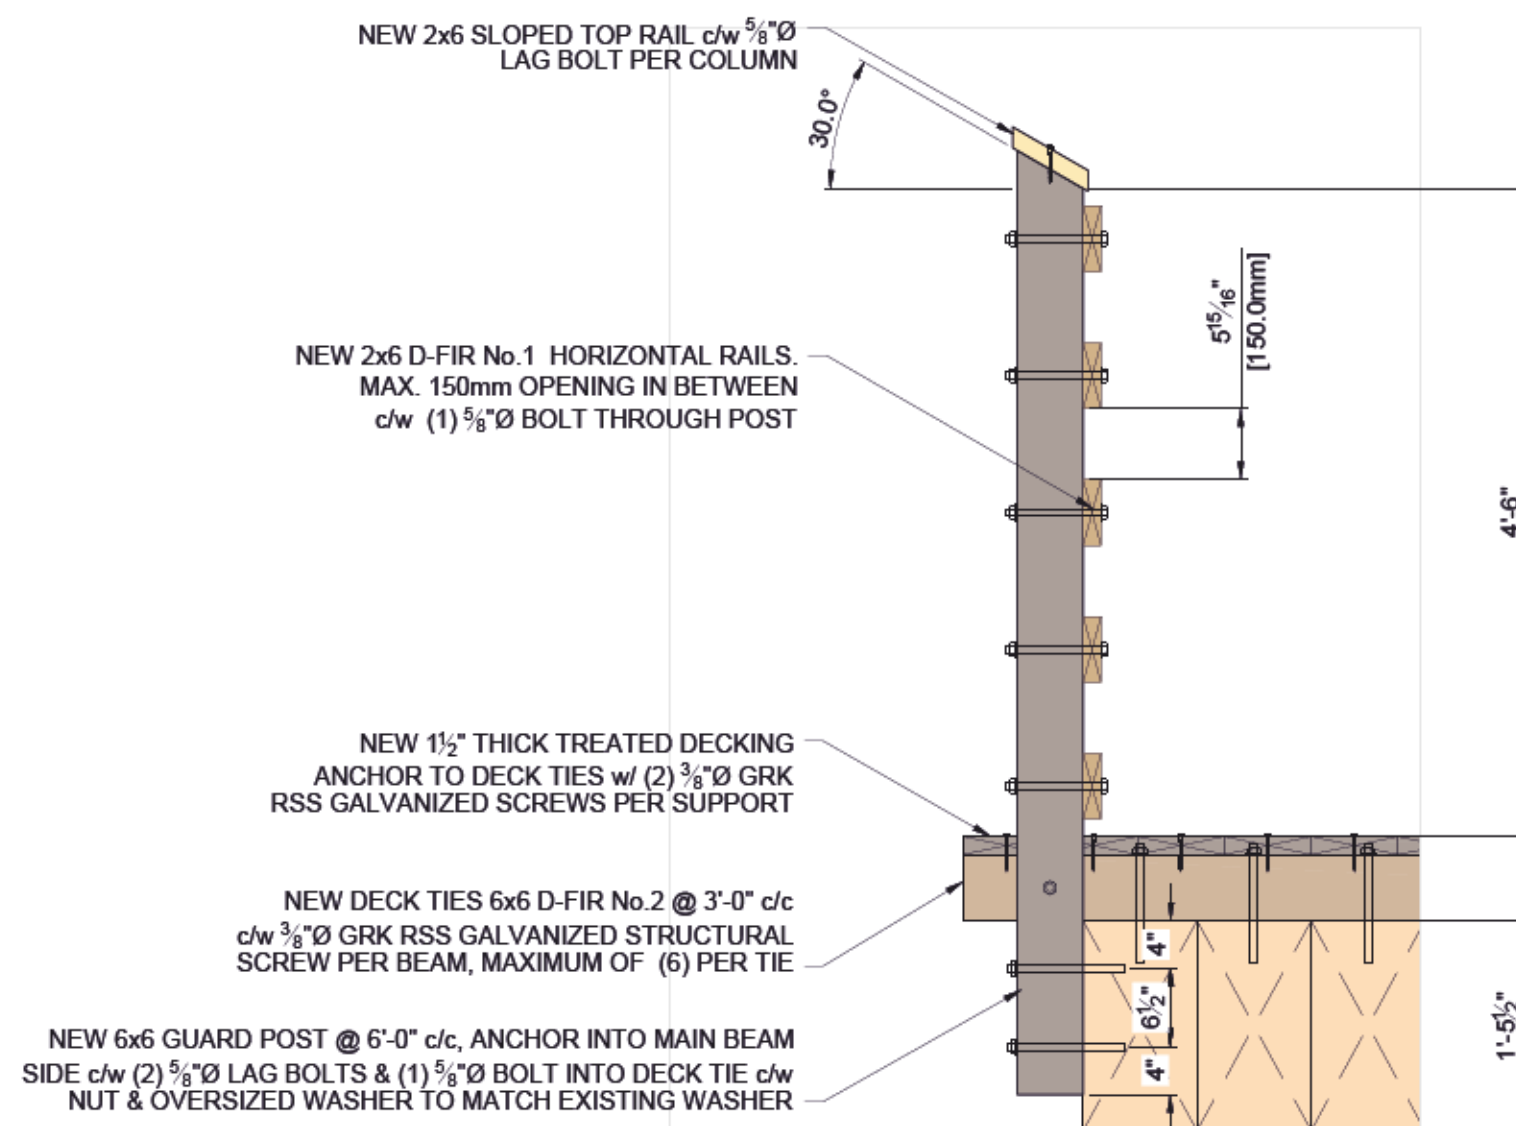 NEW 2x6 SLOPED TOP RAIL c/w ⅝"Ø
LAG BOLT PER COLUMN
30.0°
5 15/16"
[150.0mm]
NEW 2x6 D-FIR No.1 HORIZONTAL RAILS.
MAX. 150mm OPENING IN BETWEEN
c/w (1) ⅝"Ø BOLT THROUGH POST
4'-6"
NEW 1½" THICK TREATED DECKING
ANCHOR TO DECK TIES w/ (2) ⅜"Ø GRK
RSS GALVANIZED SCREWS PER SUPPORT
NEW DECK TIES 6x6 D-FIR No.2 @ 3'-0" c/c
c/w ⅜"Ø GRK RSS GALVANIZED STRUCTURAL
SCREW PER BEAM, MAXIMUM OF (6) PER TIE
4"
6½"
4"
1'-5½"
NEW 6x6 GUARD POST @ 6'-0" c/c, ANCHOR INTO MAIN BEAM
SIDE c/w (2) ⅝"Ø LAG BOLTS & (1) ⅝"Ø BOLT INTO DECK TIE c/w
NUT & OVERSIZED WASHER TO MATCH EXISTING WASHER